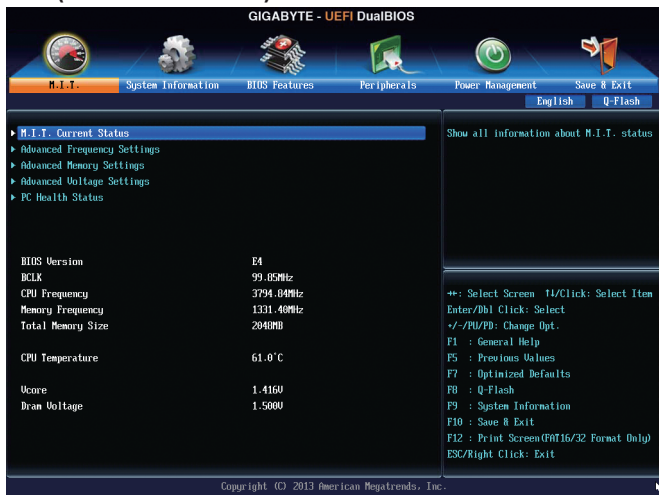 GIGABYTE - UEFI DualBIOS
M.I.T. System Information BIOS Features Peripherals Power Management Save & Exit
English Q-Flash
M.I.T. Current Status
Advanced Frequency Settings
Advanced Memory Settings
Advanced Voltage Settings
PC Health Status
Show all information about M.I.T. status
BIOS Version E4
BCLK 99.85MHz
CPU Frequency 3794.84MHz
Memory Frequency 1331.40MHz
Total Memory Size 2048MB
CPU Temperature 61.0°C
Vcore 1.416V
Dram Voltage 1.500V
→←: Select Screen ↑↓/Click: Select Item
Enter/Dbl Click: Select
+/-/PU/PD: Change Opt.
F1 : General Help
F5 : Previous Values
F7 : Optimized Defaults
F8 : Q-Flash
F9 : System Information
F10 : Save & Exit
F12 : Print Screen(FAT16/32 Format Only)
ESC/Right Click: Exit
Copyright (C) 2013 American Megatrends, Inc.